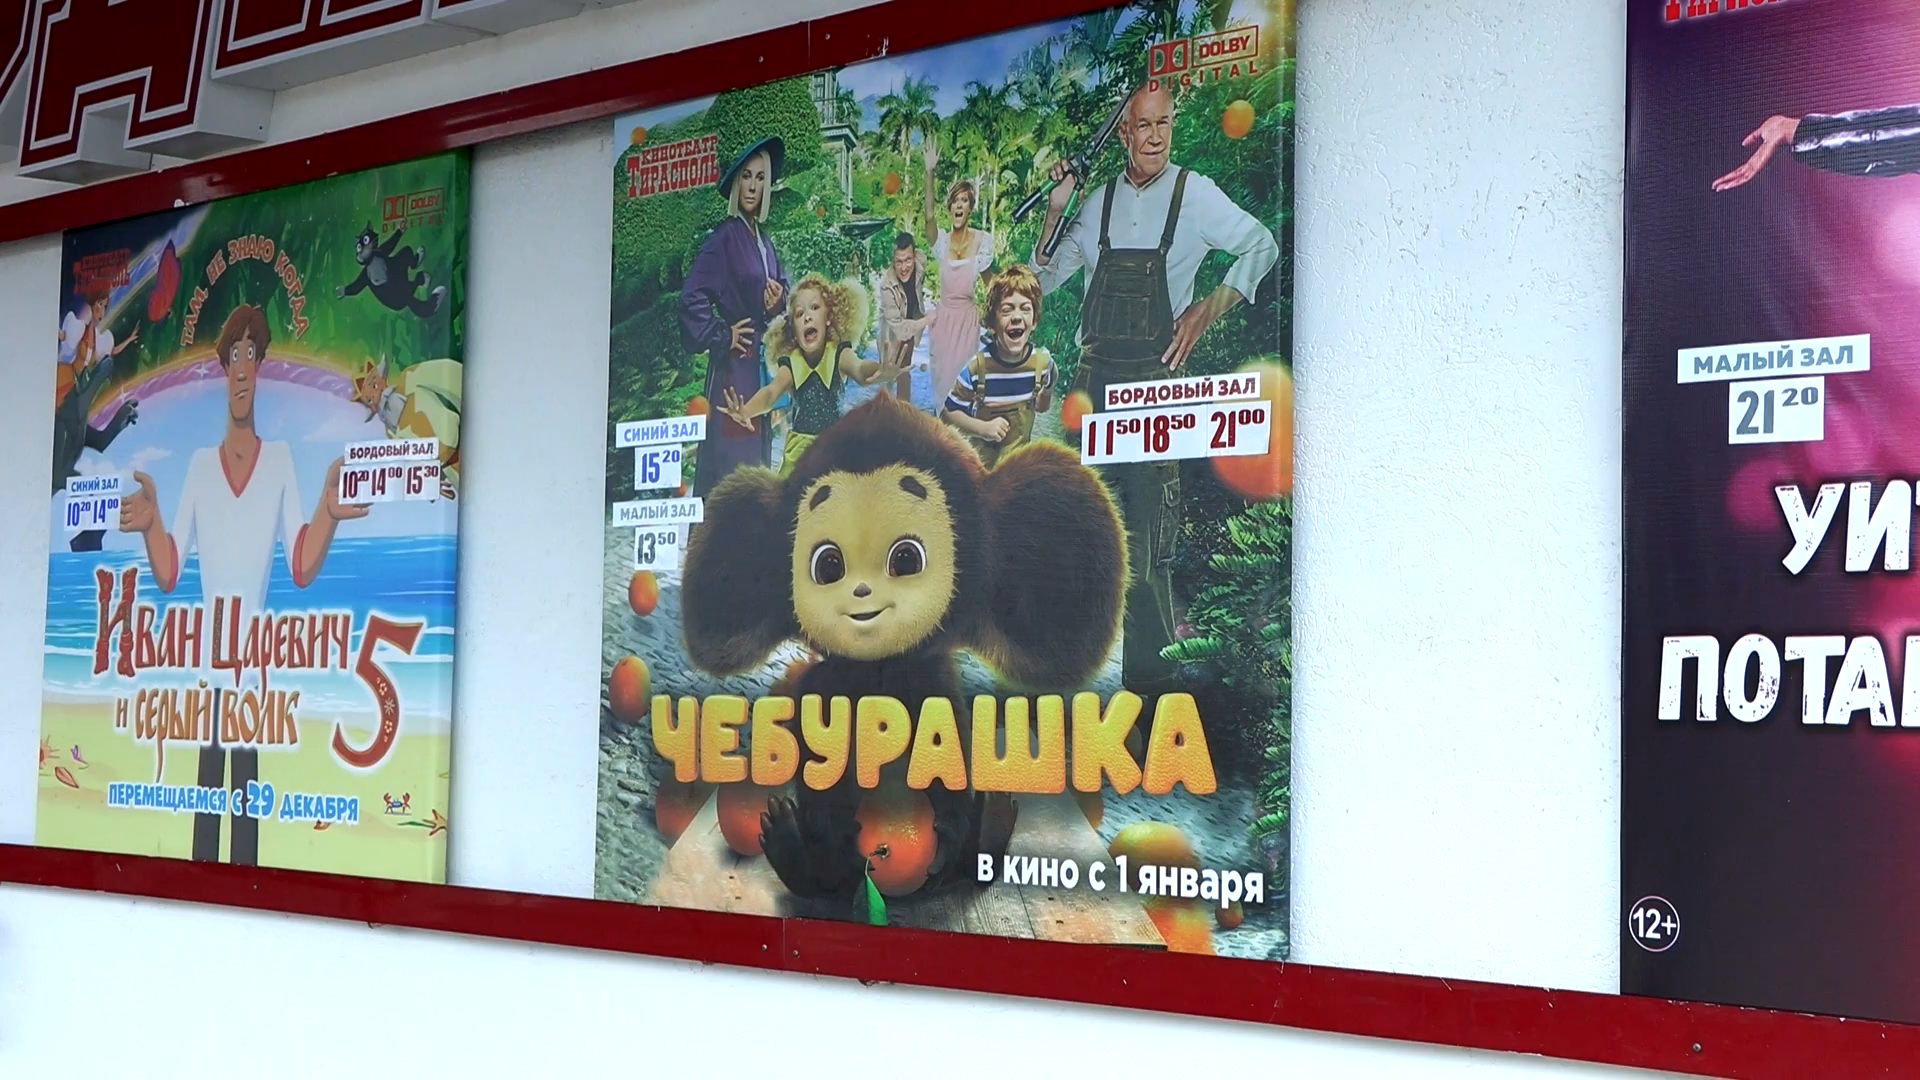 КИНОТЕАТР
ТИРАСПОЛЬ
DOLBY
DIGITAL
ТАМ, НЕ ЗНАЮ КОГДА
СИНИЙ ЗАЛ
10²⁰ 14⁰⁰
БОРДОВЫЙ ЗАЛ
10²⁰ 14⁰⁰ 15³⁰
ИВАН ЦАРЕВИЧ 5
И СЕРЫЙ ВОЛК
ПЕРЕМЕЩАЕМСЯ С 29 ДЕКАБРЯ
КИНОТЕАТР
ТИРАСПОЛЬ
DOLBY
DIGITAL
СИНИЙ ЗАЛ
15²⁰
МАЛЫЙ ЗАЛ
13⁵⁰
БОРДОВЫЙ ЗАЛ
11⁵⁰ 18⁵⁰ 21⁰⁰
ЧЕБУРАШКА
В КИНО С 1 ЯНВАРЯ
МАЛЫЙ ЗАЛ
21²⁰
УИ
ПОТА
12+